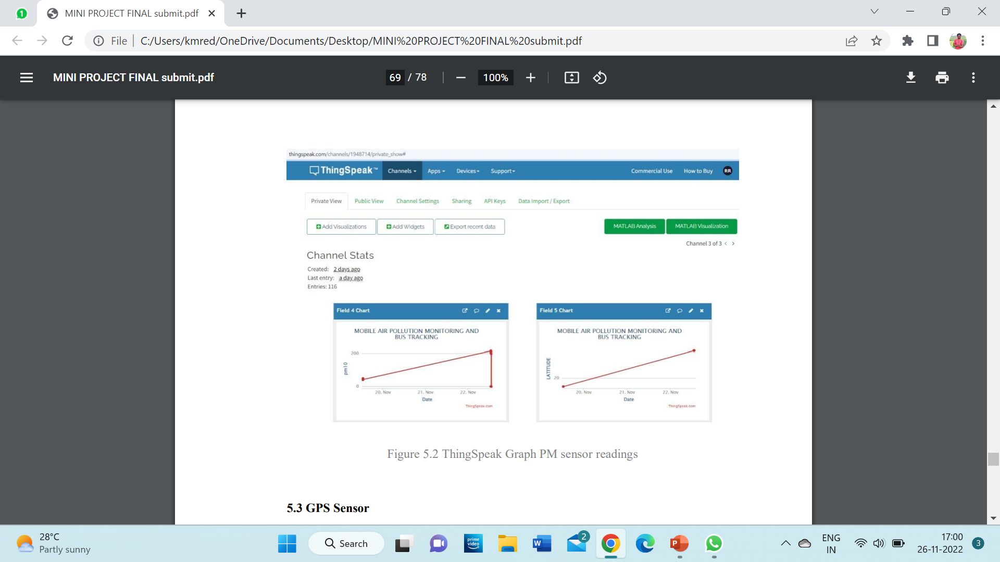 1
MINI PROJECT FINAL submit.pdf
File
C:/Users/kmred/OneDrive/Documents/Desktop/MINI%20PROJECT%20FINAL%20submit.pdf
MINI PROJECT FINAL submit.pdf
69 / 78
100%
thingspeak.com/channels/1948714/private_show#
ThingSpeak™ Channels Apps Devices Support Commercial Use How to Buy RR
Private View Public View Channel Settings Sharing API Keys Data Import / Export
Add Visualizations Add Widgets Export recent data MATLAB Analysis MATLAB Visualization
Channel 3 of 3 < >
Channel Stats
Created: 2 days ago
Last entry: a day ago
Entries: 116
Field 4 Chart
MOBILE AIR POLLUTION MONITORING AND
BUS TRACKING
200
pm10
0
20. Nov 21. Nov 22. Nov
Date
ThingSpeak.com
Field 5 Chart
MOBILE AIR POLLUTION MONITORING AND
BUS TRACKING
LATITUDE
20
20. Nov 21. Nov 22. Nov
Date
ThingSpeak.com
Figure 5.2 ThingSpeak Graph PM sensor readings
5.3 GPS Sensor
28°C
Partly sunny
Search
prime
video
W
2
P
ENG
IN
17:00
26-11-2022
3